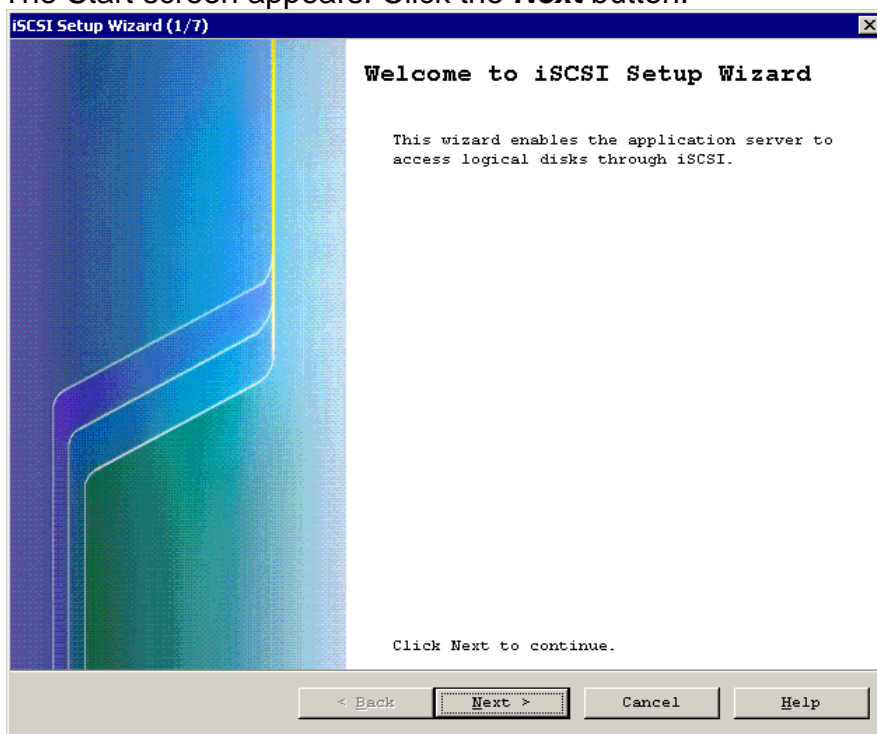 The Start screen appears. Click the Next button.
iSCSI Setup Wizard (1/7)
Welcome to iSCSI Setup Wizard
This wizard enables the application server to
access logical disks through iSCSI.
Click Next to continue.
< Back Next > Cancel Help